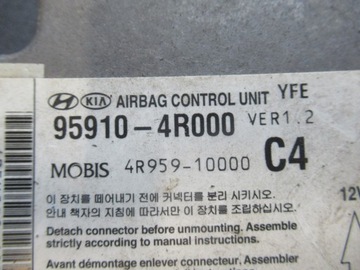 HYUNDAI KIA AIRBAG CONTROL UNIT YFE
95910-4R000 VER1.2
MOBIS 4R959-10000 C4
이 장치를 떼어내기 전에 커넥터를 분리 시키시오.
안내 책자의 지침에 따라서만 이 장치를 조립하십시오.
12V
Detach connector before unmounting. Assemble
strictly according to manual instructions.
Avant démontage enlever connecteur. Assembl